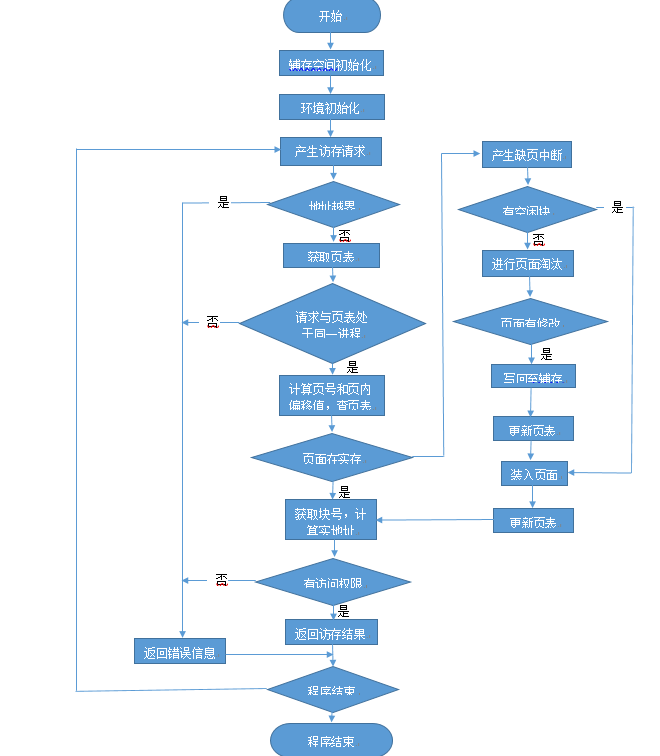 开始
辅存空间初始化
环境初始化
产生访存请求
地址越界
是
否
获取页表
请求与页表处
于同一进程
否
是
计算页号和页内
偏移值，查页表
页面在实存
是
获取块号，计
算实地址
有访问权限
否
是
返回访存结果
返回错误信息
程序结束
程序结束
产生缺页中断
有空闲块
是
否
进行页面淘汰
页面有修改
是
写回至辅存
更新页表
装入页面
更新页表